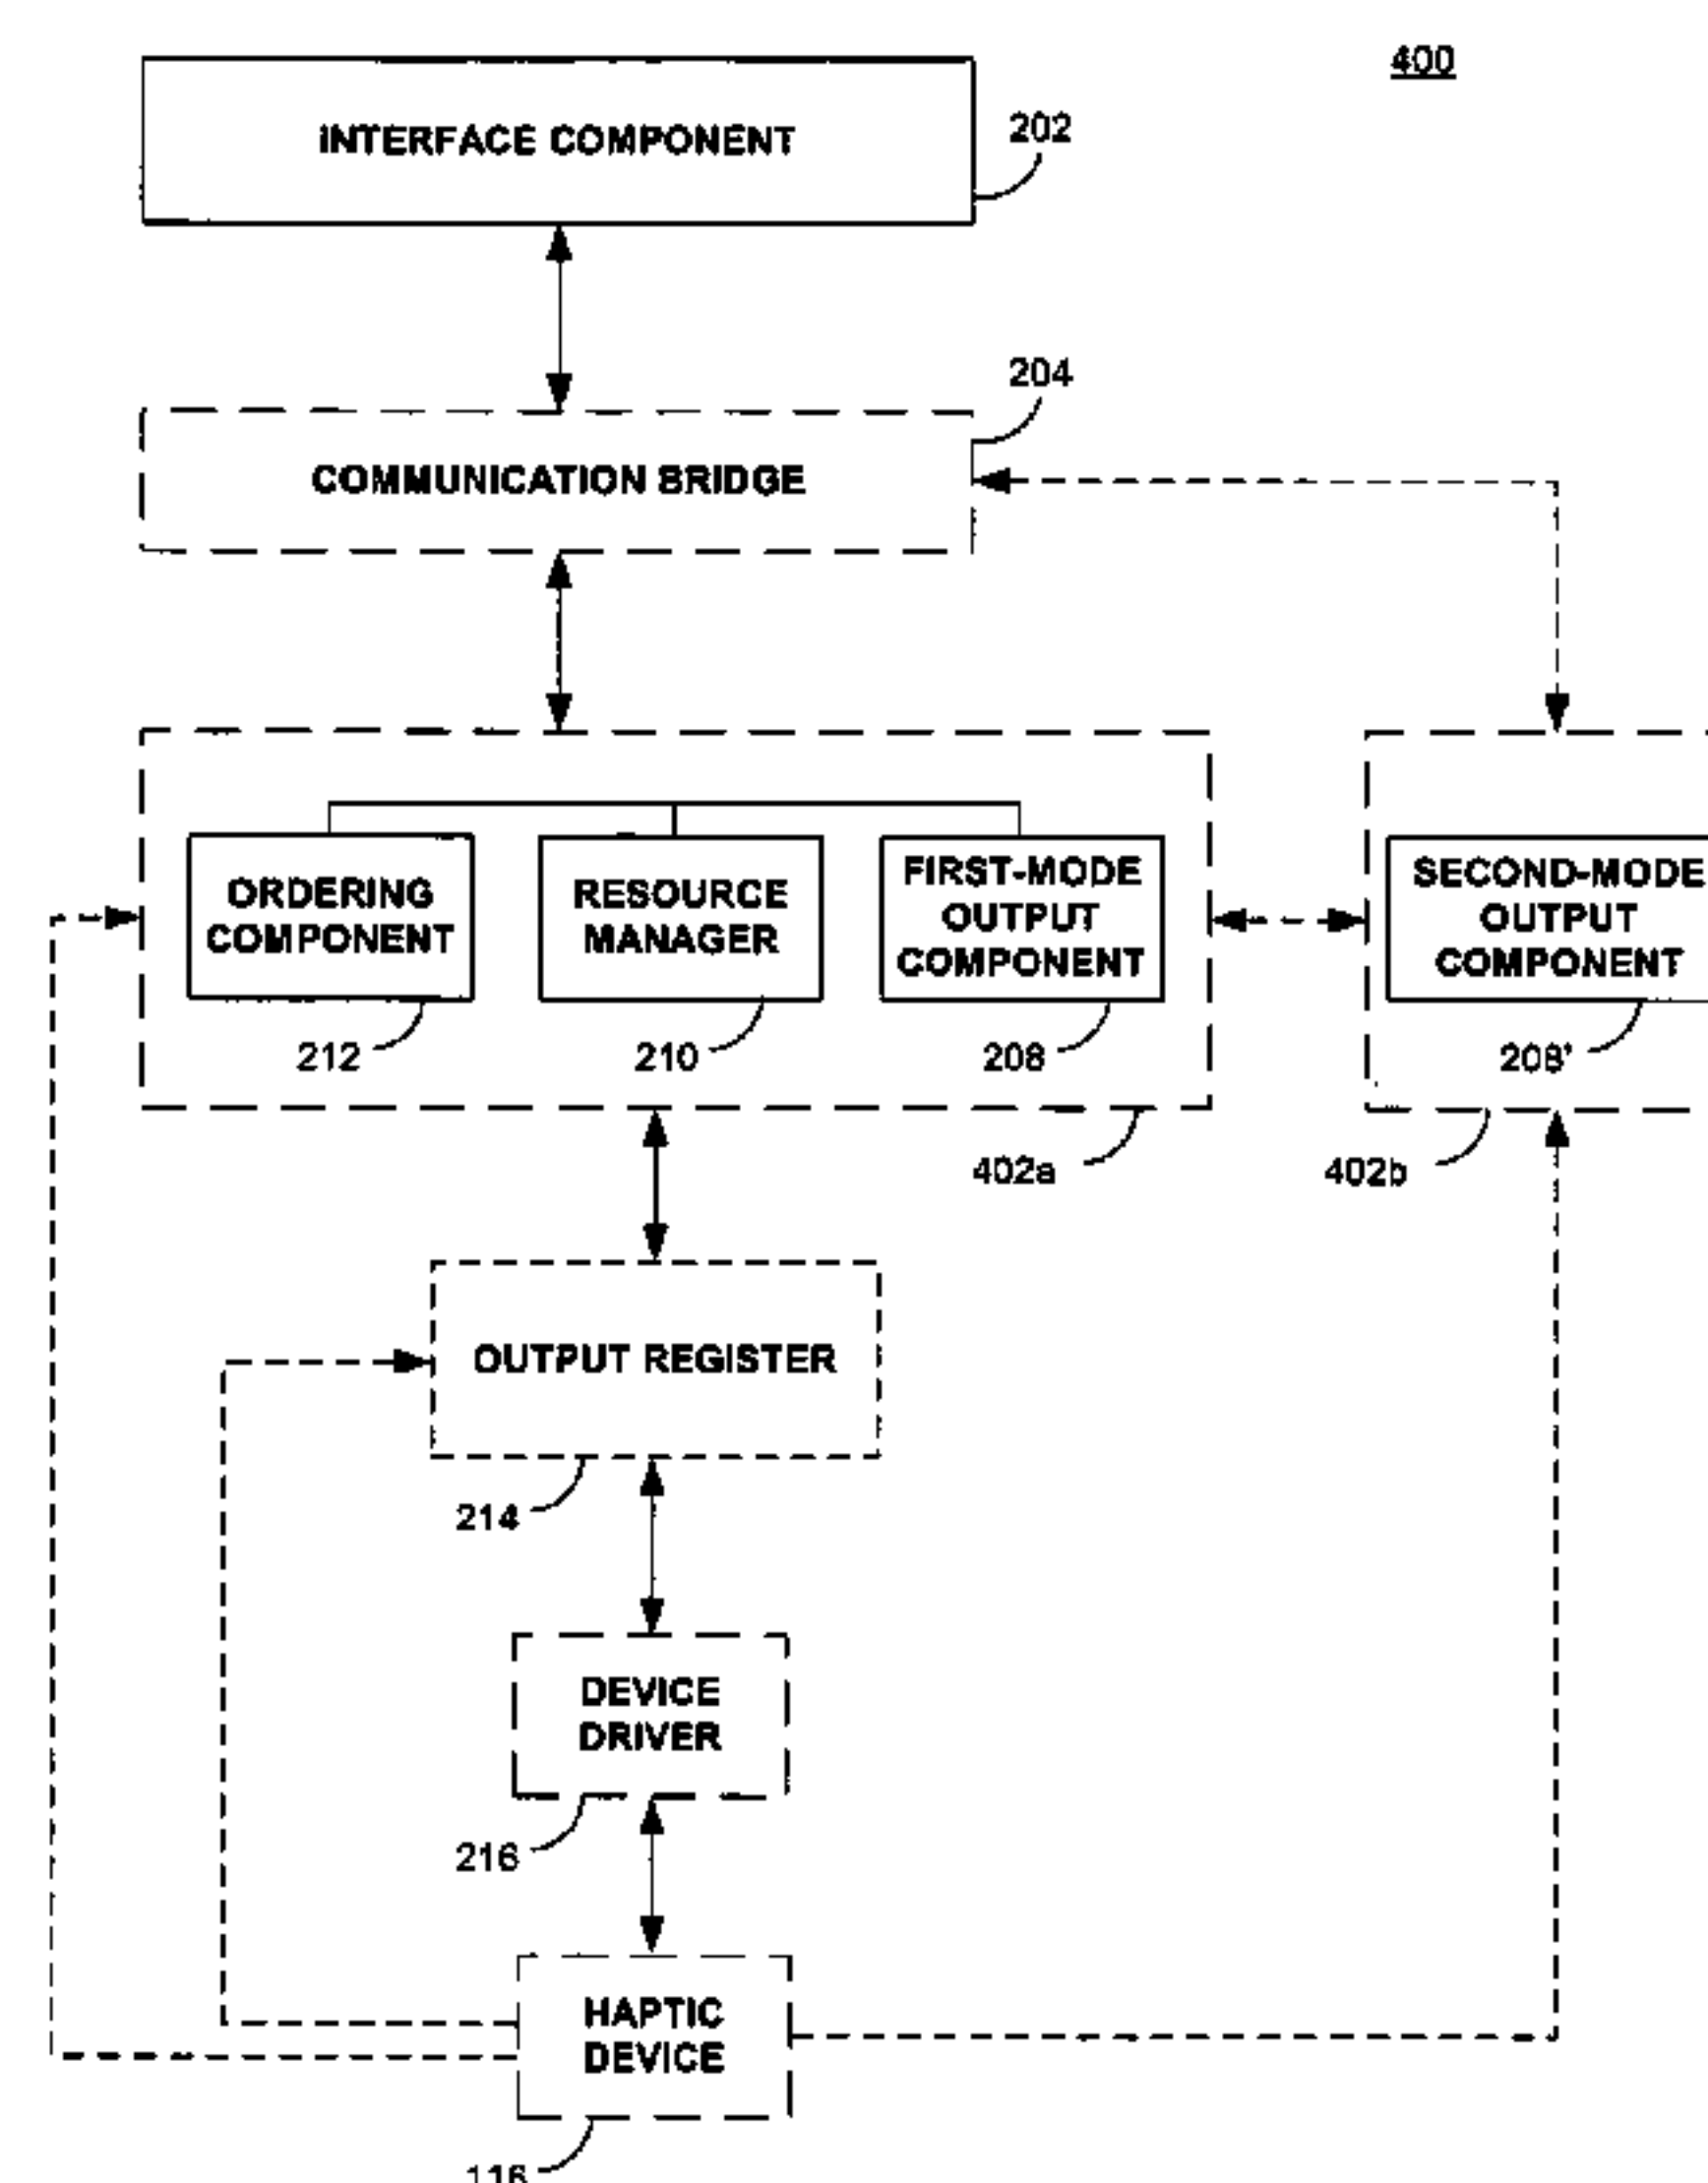 400
INTERFACE COMPONENT
202
204
COMMUNICATION BRIDGE
ORDERING
COMPONENT
RESOURCE
MANAGER
FIRST-MODE
OUTPUT
COMPONENT
SECOND-MODE
OUTPUT
COMPONENT
212
210
208
208'
402a
402b
OUTPUT REGISTER
214
DEVICE
DRIVER
216
HAPTIC
DEVICE
116